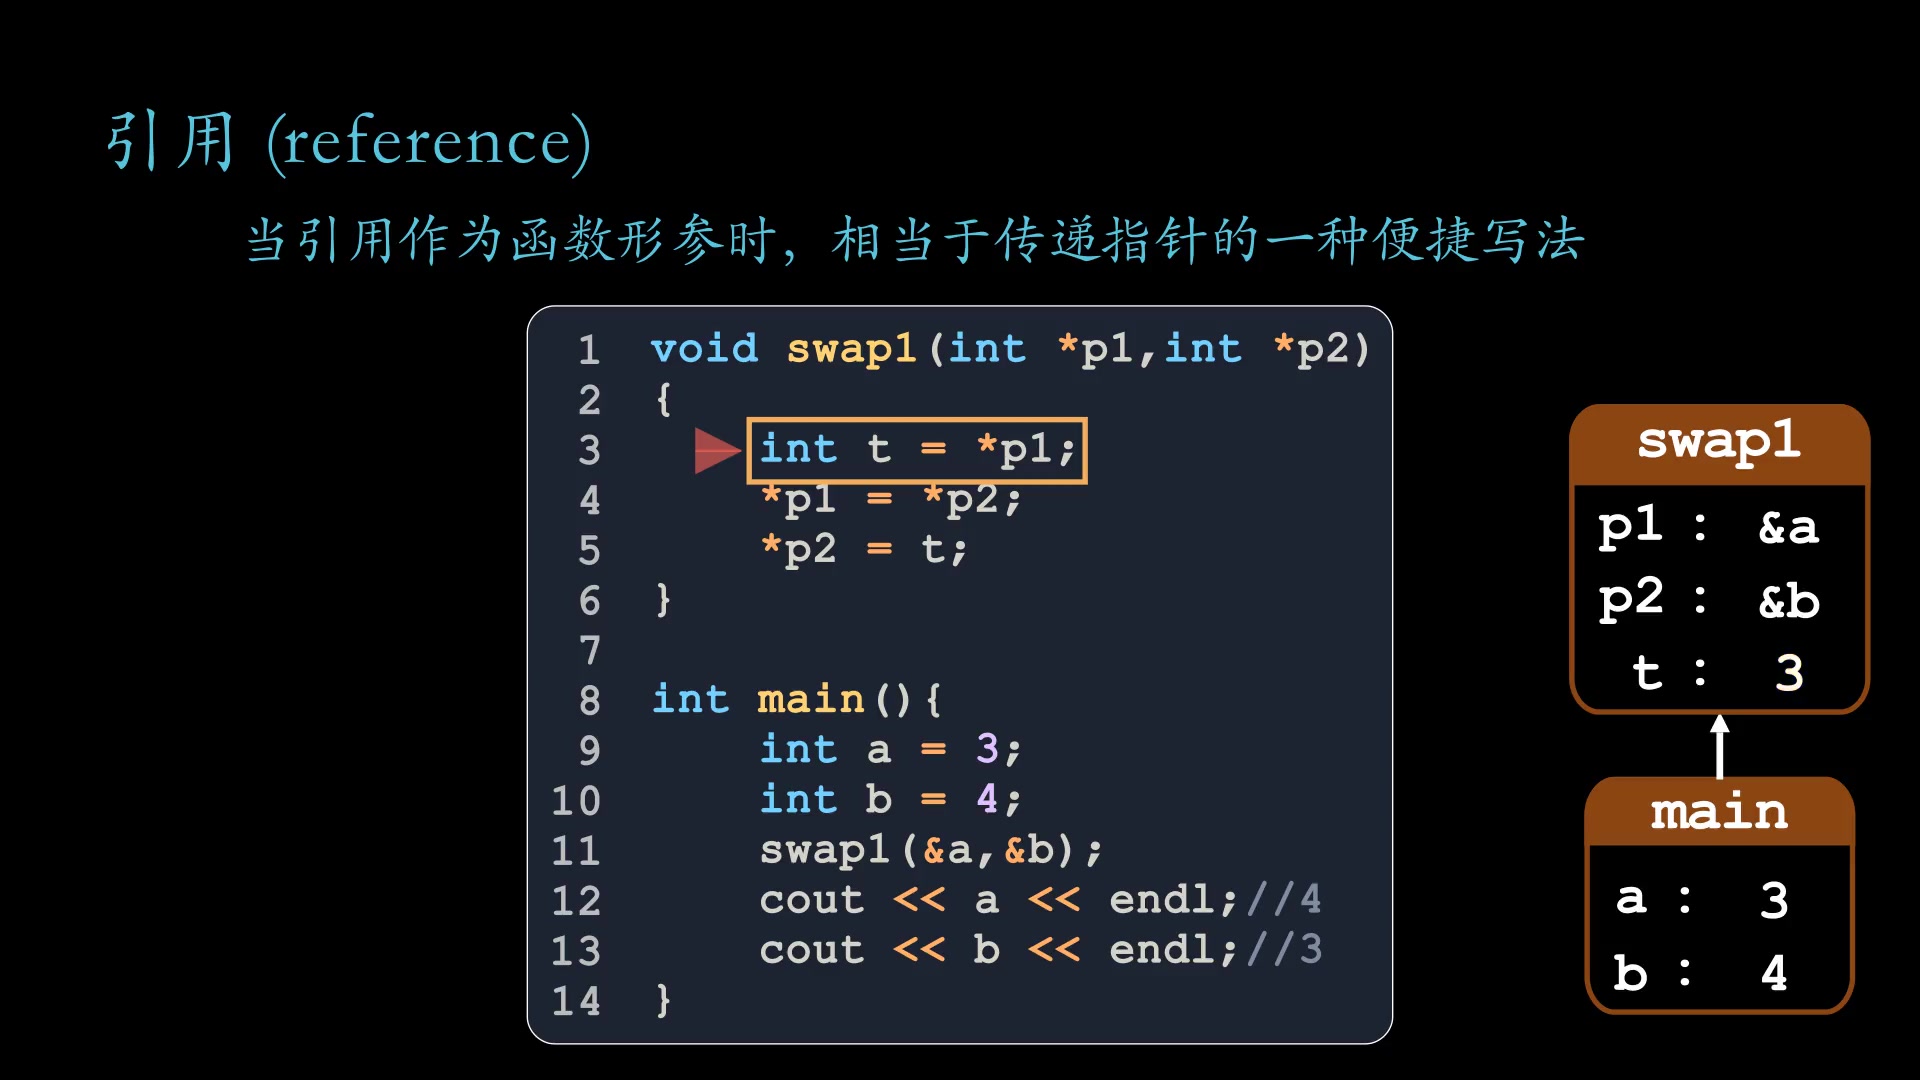 引用 (reference)
当引用作为函数形参时，相当于传递指针的一种便捷写法
1 void swap1(int *p1,int *p2)
2 {
3     int t = *p1;
4     *p1 = *p2;
5     *p2 = t;
6 }
7
8 int main(){
9     int a = 3;
10     int b = 4;
11     swap1(&a,&b);
12     cout << a << endl;//4
13     cout << b << endl;//3
14 }
swap1
p1 : &a
p2 : &b
t : 3
main
a : 3
b : 4